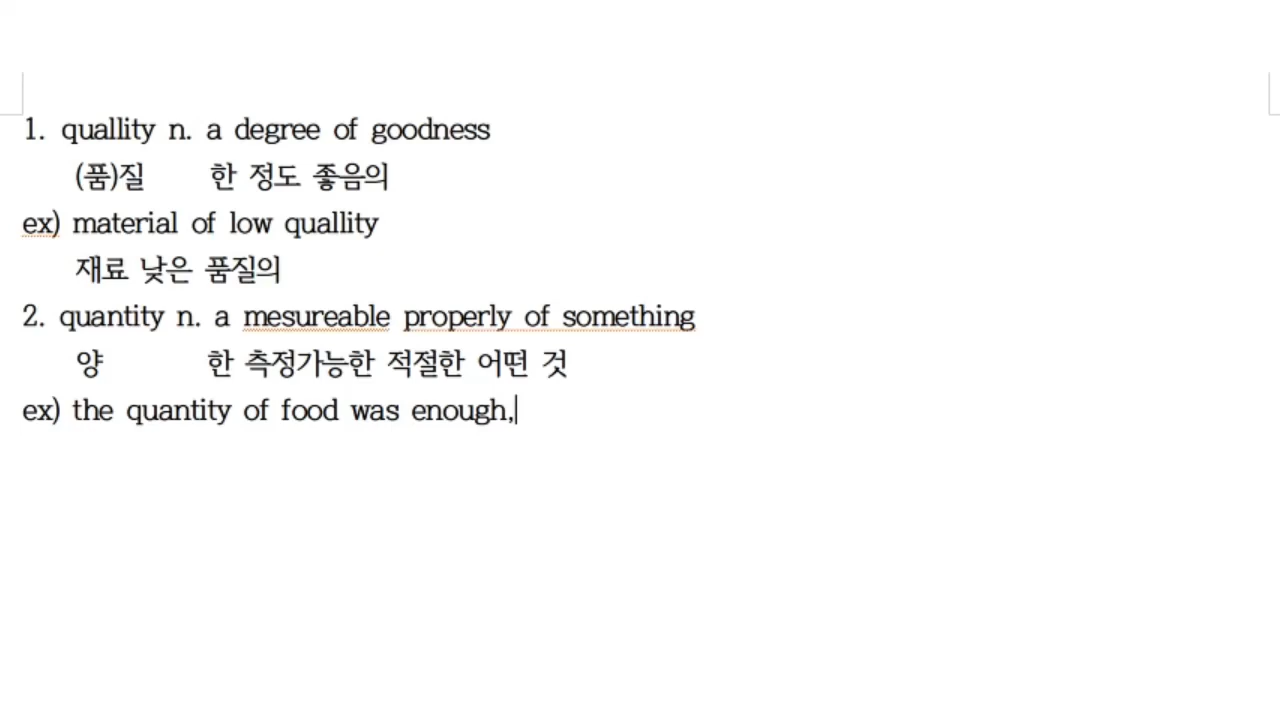 1. quallity n. a degree of goodness
(품)질 한 정도 좋음의
ex) material of low quallity
재료 낮은 품질의
2. quantity n. a mesureable properly of something
양 한 측정가능한 적절한 어떤 것
ex) the quantity of food was enough,